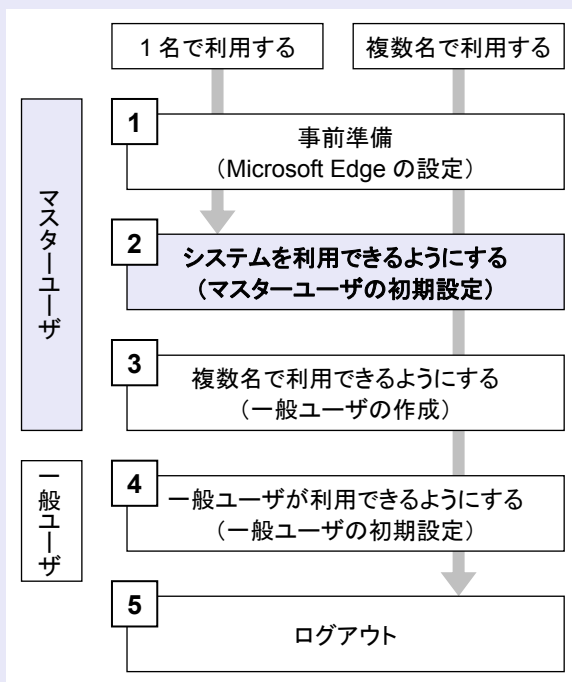 1 名で利用する
複数名で利用する
マスターユーザ
1
事前準備
（Microsoft Edge の設定）
2
システムを利用できるようにする
（マスターユーザの初期設定）
3
複数名で利用できるようにする
（一般ユーザの作成）
一般ユーザ
4
一般ユーザが利用できるようにする
（一般ユーザの初期設定）
5
ログアウト